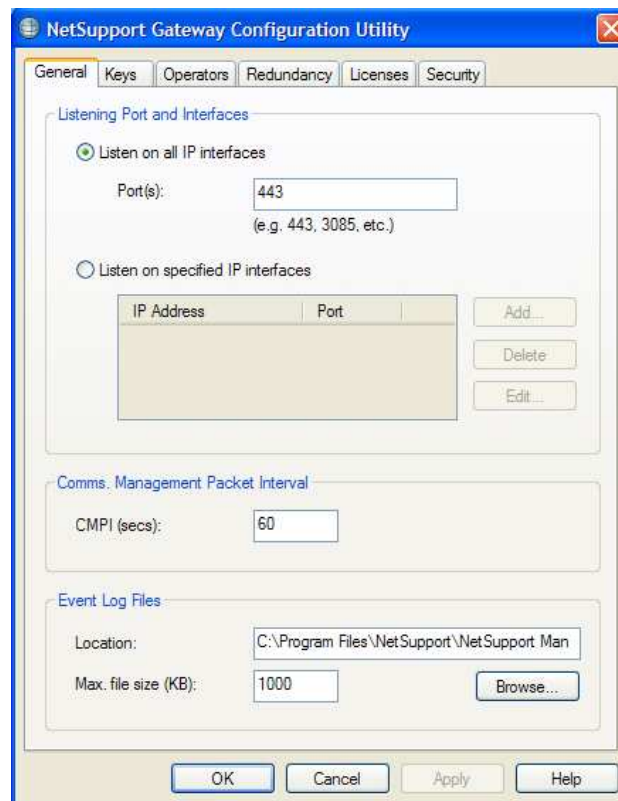 NetSupport Gateway Configuration Utility
General Keys Operators Redundancy Licenses Security
Listening Port and Interfaces
Listen on all IP interfaces
Port(s): 443
(e.g. 443, 3085, etc.)
Listen on specified IP interfaces
IP Address Port
Add...
Delete
Edit...
Comms. Management Packet Interval
CMPI (secs): 60
Event Log Files
Location: C:\Program Files\NetSupport\NetSupport Man
Max. file size (KB): 1000 Browse...
OK Cancel Apply Help